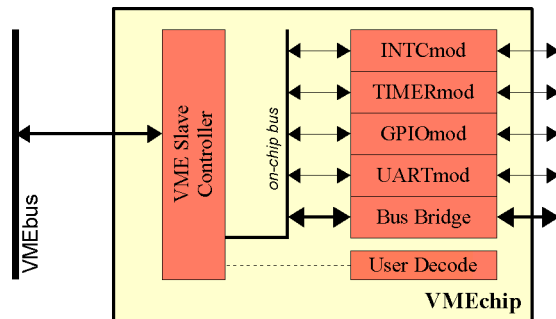 VMEbus
VME Slave
Controller
on-chip bus
INTCmod
TIMERmod
GPIOmod
UARTmod
Bus Bridge
User Decode
VMEchip